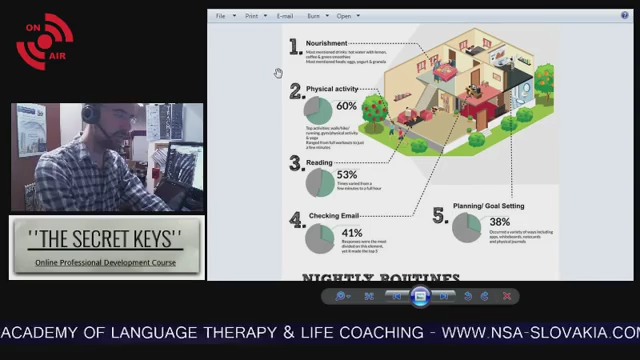 ON
AIR
File Print E-mail Burn Open
1. Nourishment
Most mentioned drinks: hot water with lemon,
coffee & green smoothies
Most mentioned foods: eggs, yogurt & granola
2. Physical activity
60%
Top activities: walk/hike/
running, gym/physical activity
& yoga
Ranged from full workouts to just
a few minutes
3. Reading
53%
Times varied from a
few minutes to a full hour
4. Checking Email
41%
Responses were the most
divided on this element,
yet it made the top 5
5. Planning/ Goal Setting
38%
Occurred a variety of ways including
apps, whiteboards, notecards
and physical journals
NIGHTLY ROUTINES
"THE SECRET KEYS"
Online Professional Development Course
ACADEMY OF LANGUAGE THERAPY & LIFE COACHING - WWW.NSA-SLOVAKIA.COM